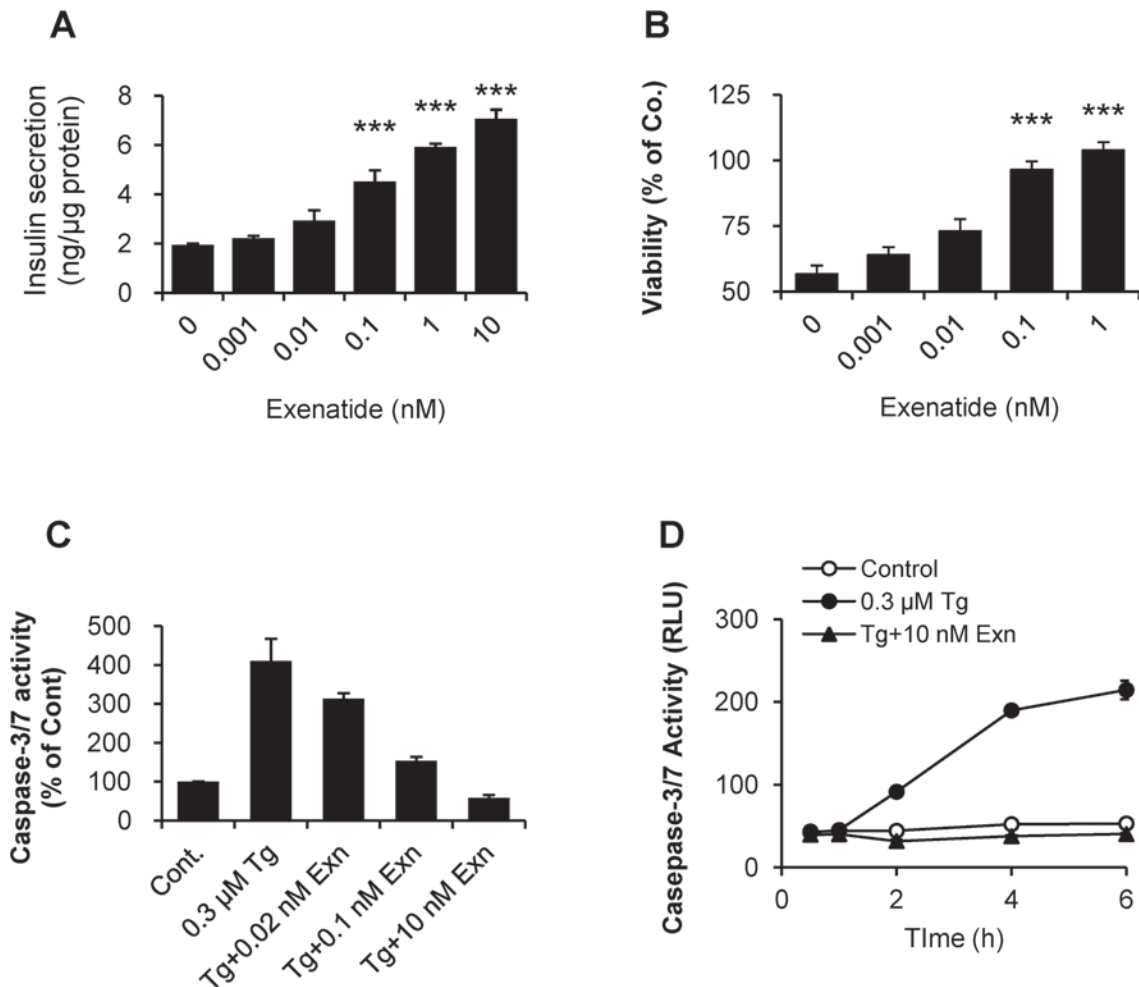 A
Insulin secretion
(ng/µg protein)
8
6
4
2
0
***
***
***
0
0.001
0.01
0.1
1
10
Exenatide (nM)
B
Viability (% of Co.)
125
100
75
50
***
***
0
0.001
0.01
0.1
1
Exenatide (nM)
C
Caspase-3/7 activity
(% of Cont)
500
400
300
200
100
0
Cont.
0.3 µM Tg
Tg+0.02 nM Exn
Tg+0.1 nM Exn
Tg+10 nM Exn
D
Control
0.3 µM Tg
Tg+10 nM Exn
Casepase-3/7 Activity (RLU)
300
200
100
0
0
2
4
6
TIme (h)